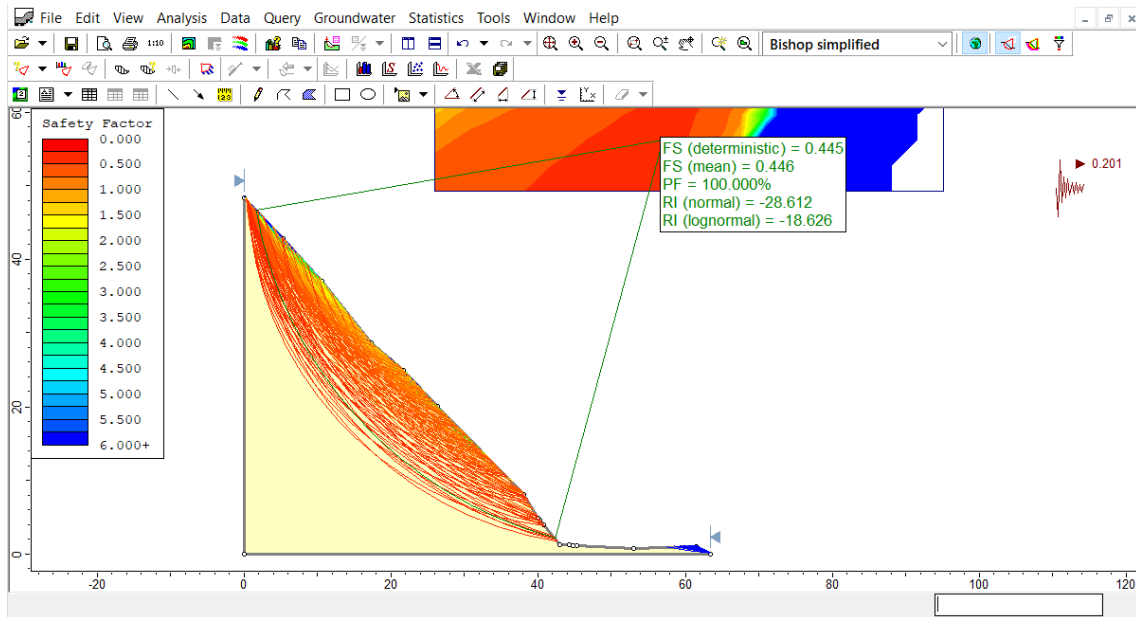 File Edit View Analysis Data Query Groundwater Statistics Tools Window Help
1:10
Bishop simplified
Safety Factor
0.000
0.500
1.000
1.500
2.000
2.500
3.000
3.500
4.000
4.500
5.000
5.500
6.000+
FS (deterministic) = 0.445
FS (mean) = 0.446
PF = 100.000%
RI (normal) = -28.612
RI (lognormal) = -18.626
0.201
60
40
20
0
-20 0 20 40 60 80 100 120